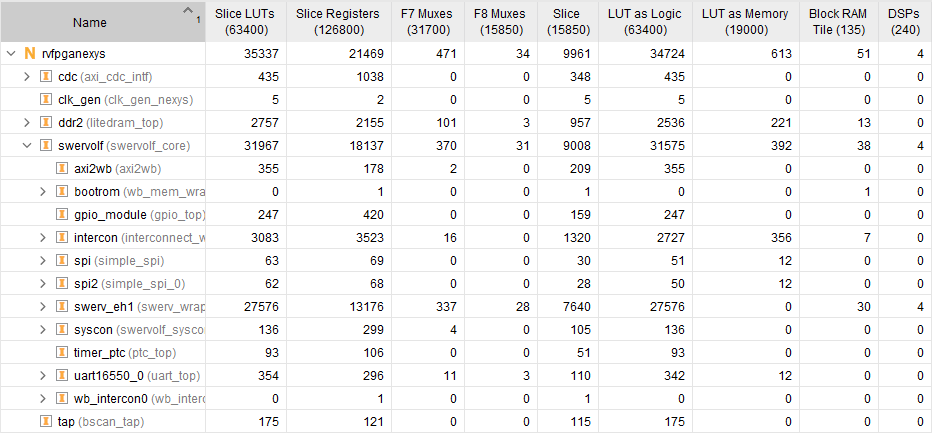 Name 1 Slice LUTs (63400) Slice Registers (126800) F7 Muxes (31700) F8 Muxes (15850) Slice (15850) LUT as Logic (63400) LUT as Memory (19000) Block RAM Tile (135) DSPs (240)
N rvfpganexys 35337 21469 471 34 9961 34724 613 51 4
I cdc (axi_cdc_intf) 435 1038 0 0 348 435 0 0 0
I clk_gen (clk_gen_nexys) 5 2 0 0 5 5 0 0 0
I ddr2 (litedram_top) 2757 2155 101 3 957 2536 221 13 0
I swervolf (swervolf_core) 31967 18137 370 31 9008 31575 392 38 4
I axi2wb (axi2wb) 355 178 2 0 209 355 0 0 0
I bootrom (wb_mem_wra 0 1 0 0 1 0 0 1 0
I gpio_module (gpio_top) 247 420 0 0 159 247 0 0 0
I intercon (interconnect_w 3083 3523 16 0 1320 2727 356 7 0
I spi (simple_spi) 63 69 0 0 30 51 12 0 0
I spi2 (simple_spi_0) 62 68 0 0 28 50 12 0 0
I swerv_eh1 (swerv_wrap 27576 13176 337 28 7640 27576 0 30 4
I syscon (swervolf_sysco 136 299 4 0 105 136 0 0 0
I timer_ptc (ptc_top) 93 106 0 0 51 93 0 0 0
I uart16550_0 (uart_top) 354 296 11 3 110 342 12 0 0
I wb_intercon0 (wb_interc 0 1 0 0 1 0 0 0 0
I tap (bscan_tap) 175 121 0 0 115 175 0 0 0